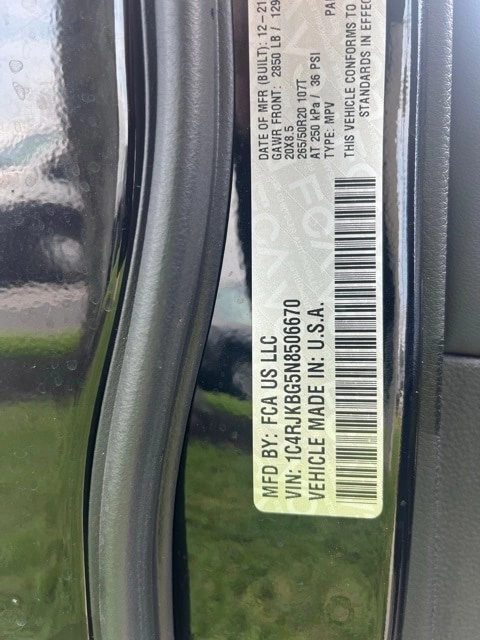 MFD BY: FCA US LLC
VIN: 1C4RJKBG5N8506670
VEHICLE MADE IN: U.S.A.
DATE OF MFR (BUILT): 12-21
GAWR FRONT: 2850 LB / 129
20X8.5
265/50R20 107T
AT 250 kPa / 36 PSI
TYPE: MPV
THIS VEHICLE CONFORMS TO
STANDARDS IN EFFEC
FCA